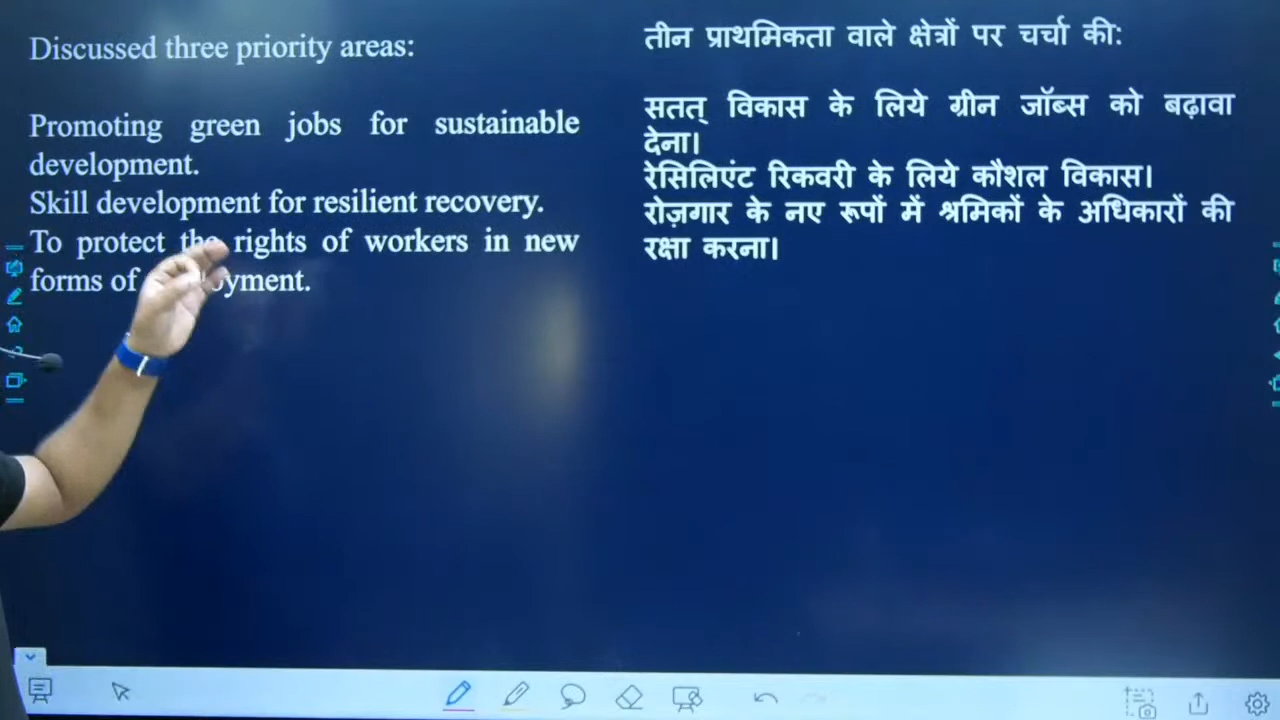 Discussed three priority areas:
Promoting green jobs for sustainable
development.
Skill development for resilient recovery.
To protect the rights of workers in new
forms of
तीन प्राथमिकता वाले क्षेत्रों पर चर्चा की:
सतत् विकास के लिये ग्रीन जॉब्स को बढ़ावा
देना।
रेसिलिएंट रिकवरी के लिये कौशल विकास।
रोज़गार के नए रूपों में श्रमिकों के अधिकारों की
रक्षा करना।